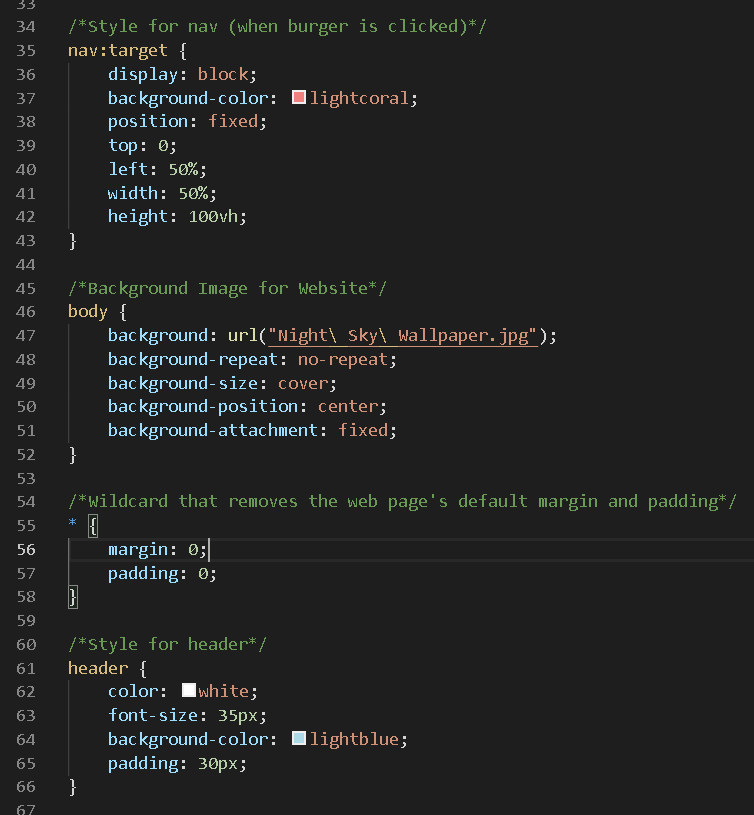 33
34 /*Style for nav (when burger is clicked)*/
35 nav:target {
36     display: block;
37     background-color: lightcoral;
38     position: fixed;
39     top: 0;
40     left: 50%;
41     width: 50%;
42     height: 100vh;
43 }
44
45 /*Background Image for Website*/
46 body {
47     background: url("Night\ Sky\ Wallpaper.jpg");
48     background-repeat: no-repeat;
49     background-size: cover;
50     background-position: center;
51     background-attachment: fixed;
52 }
53
54 /*Wildcard that removes the web page's default margin and padding*/
55 * {
56     margin: 0;
57     padding: 0;
58 }
59
60 /*Style for header*/
61 header {
62     color: white;
63     font-size: 35px;
64     background-color: lightblue;
65     padding: 30px;
66 }
67